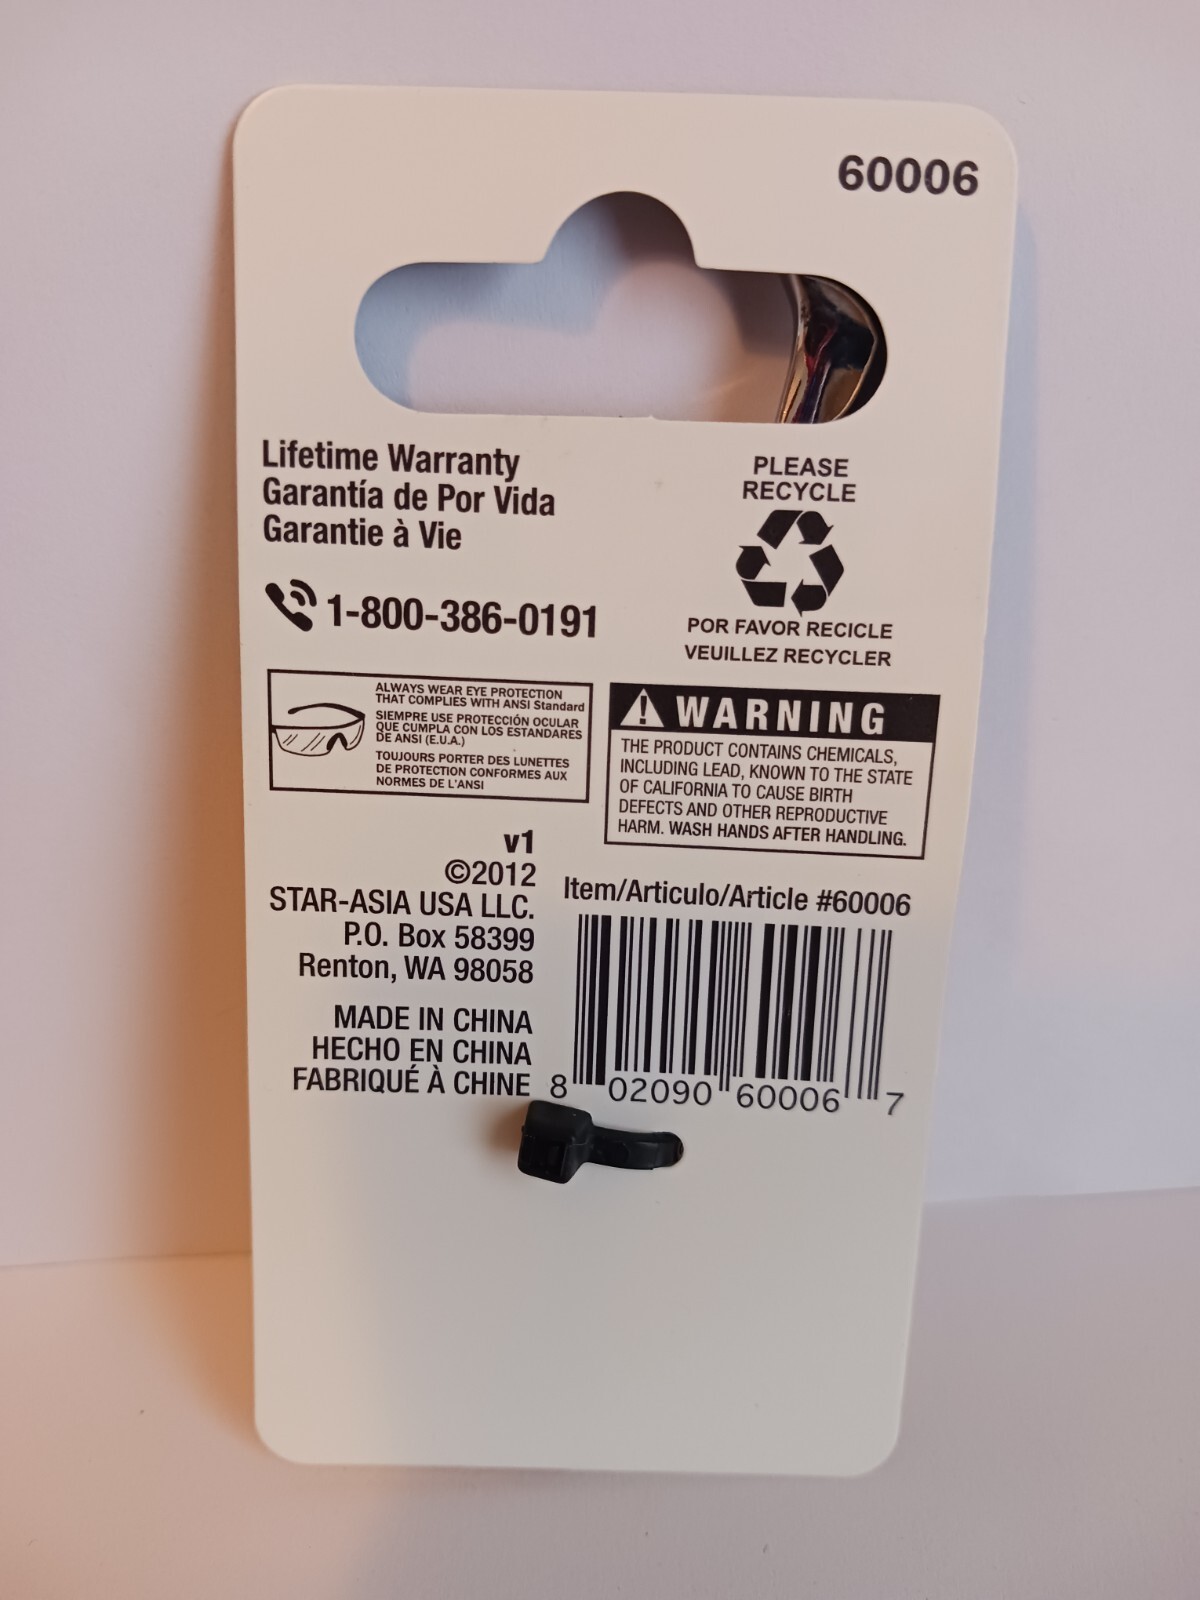 60006
Lifetime Warranty
Garantía de Por Vida
Garantie à Vie
1-800-386-0191
PLEASE
RECYCLE
POR FAVOR RECICLE
VEUILLEZ RECYCLER
ALWAYS WEAR EYE PROTECTION
THAT COMPLIES WITH ANSI Standard
SIEMPRE USE PROTECCIÓN OCULAR
QUE CUMPLA CON LOS ESTANDARES
DE ANSI (E.U.A.)
TOUJOURS PORTER DES LUNETTES
DE PROTECTION CONFORMES AUX
NORMES DE L'ANSI
WARNING
THE PRODUCT CONTAINS CHEMICALS,
INCLUDING LEAD, KNOWN TO THE STATE
OF CALIFORNIA TO CAUSE BIRTH
DEFECTS AND OTHER REPRODUCTIVE
HARM. WASH HANDS AFTER HANDLING.
v1
©2012
STAR-ASIA USA LLC.
P.O. Box 58399
Renton, WA 98058
MADE IN CHINA
HECHO EN CHINA
FABRIQUÉ À CHINE
Item/Articulo/Article #60006
8 02090 60006 7